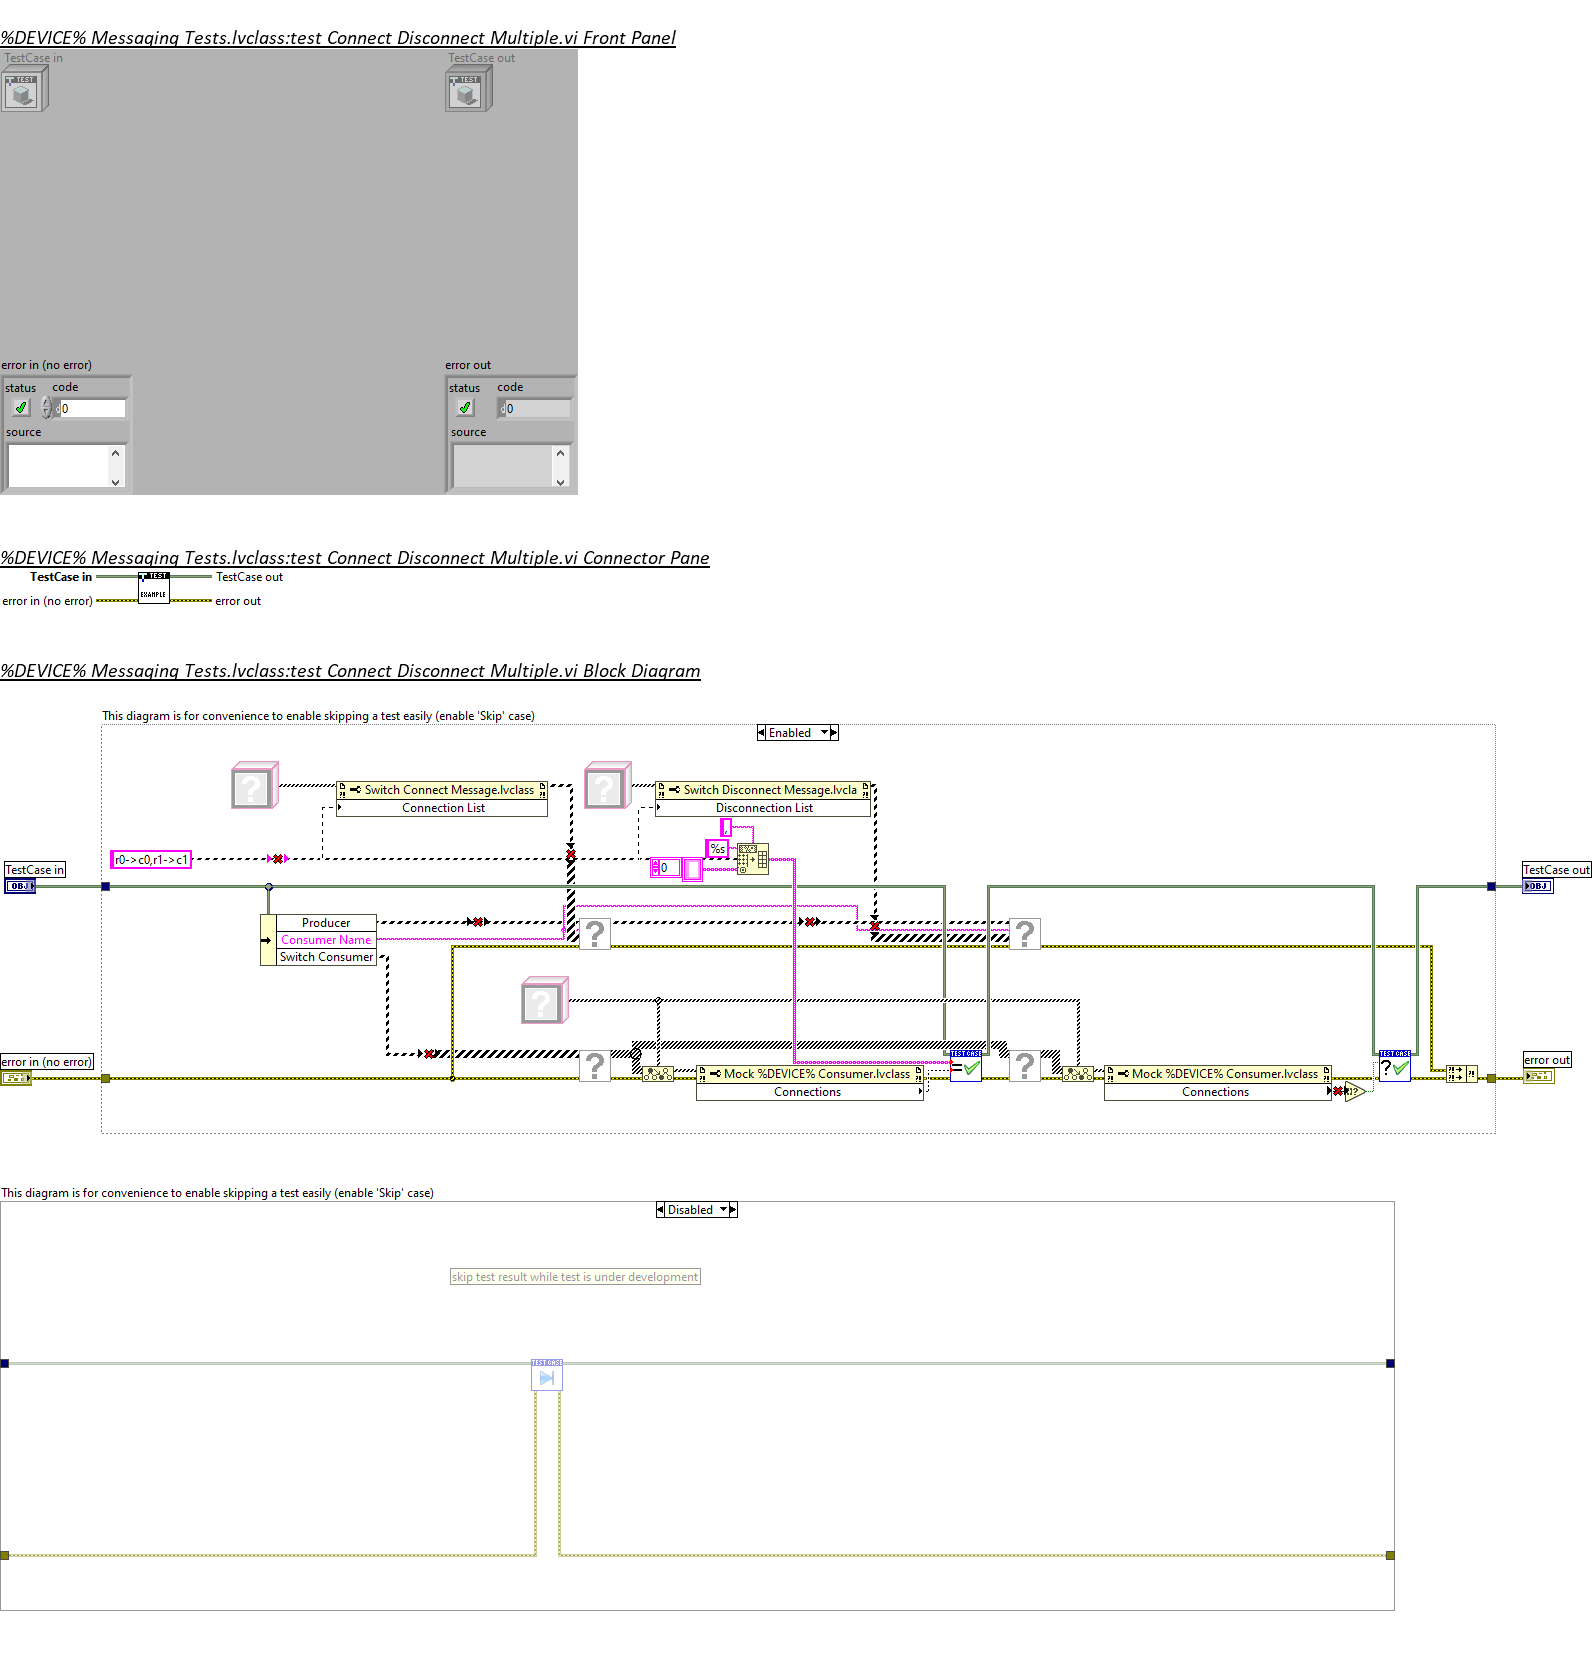 %DEVICE% Messaging Tests.lvclass:test Connect Disconnect Multiple.vi Front Panel
TestCase in
TestCase out
TEST
TEST
error in (no error)
error out
status
code
status
code
0
0
source
source
%DEVICE% Messaging Tests.lvclass:test Connect Disconnect Multiple.vi Connector Pane
TestCase in
TEST
TestCase out
error in (no error)
EXAMPLE
error out
%DEVICE% Messaging Tests.lvclass:test Connect Disconnect Multiple.vi Block Diagram
This diagram is for convenience to enable skipping a test easily (enable 'Skip' case)
Enabled
? Switch Connect Message.lvclass
Connection List
? Switch Disconnect Message.lvcla
Disconnection List
,
%s
r0->c0,r1->c1
0
TestCase in
OBJ
TestCase out
OBJ
Producer
Consumer Name
Switch Consumer
?
?
?
error in (no error)
?
TEST CASE
=
?
TEST CASE
?
error out
Mock %DEVICE% Consumer.lvclass
Connections
Mock %DEVICE% Consumer.lvclass
Connections
This diagram is for convenience to enable skipping a test easily (enable 'Skip' case)
Disabled
skip test result while test is under development
TEST CASE